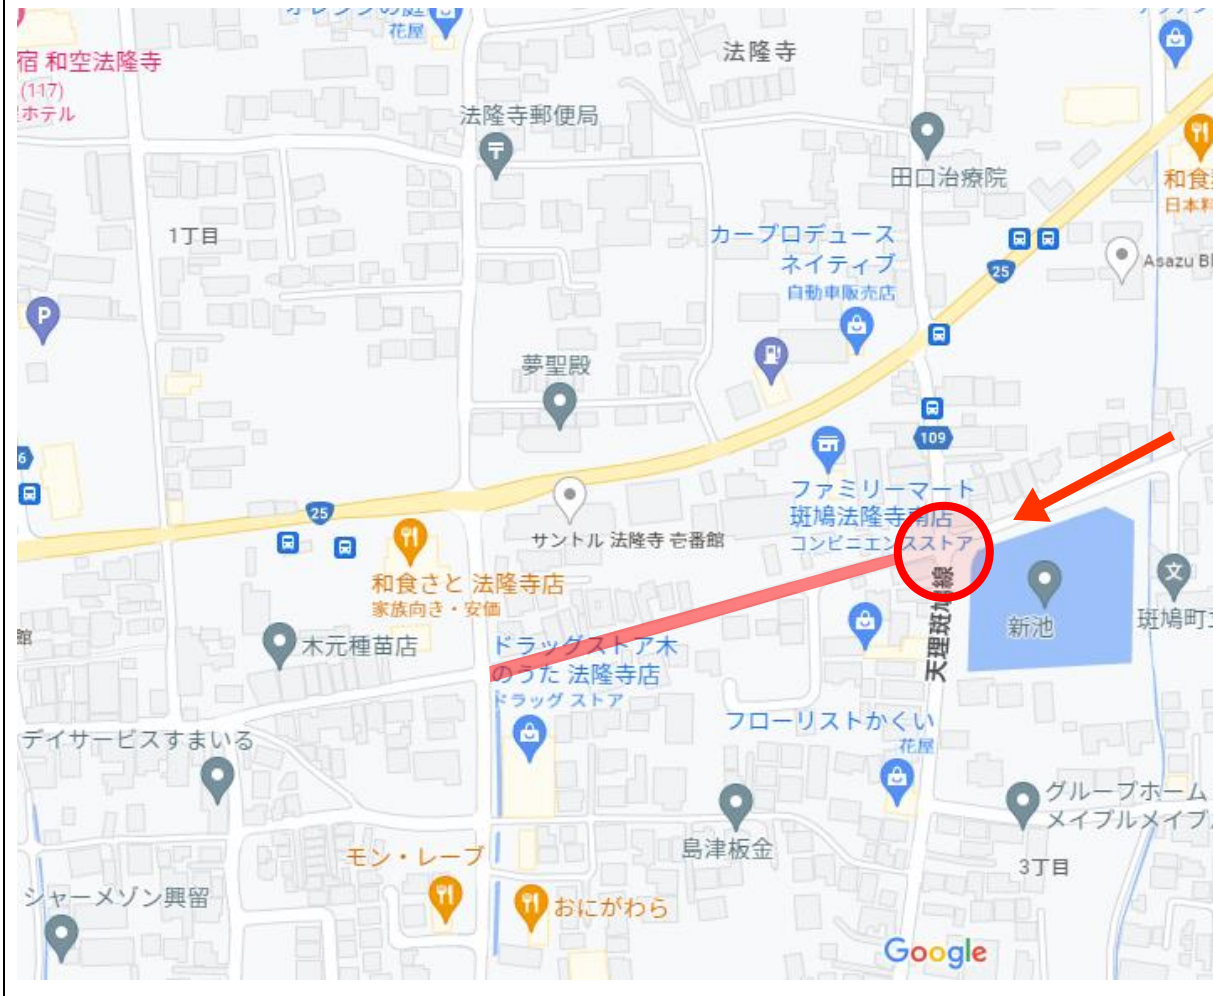 花屋
宿 和空法隆寺
(117)
ホテル
法隆寺
法隆寺郵便局
田口治療院
和食
日本料
1丁目
カープロデュース
ネイティブ
自動車販売店
25
Asazu Bl
P
夢聖殿
109
6
ファミリーマート
斑鳩法隆寺南店
コンビニエンスストア
25
サントル 法隆寺 壱番館
和食さと 法隆寺店
家族向き・安価
天理斑鳩線
新池
文
斑鳩町立
館
木元種苗店
ドラッグストア木
のうた 法隆寺店
ドラッグ ストア
フローリストかくい
花屋
デイサービスすまいる
グループホーム
メイプルメイプ
島津板金
モン・レーブ
3丁目
シャーメゾン興留
おにがわら
Google